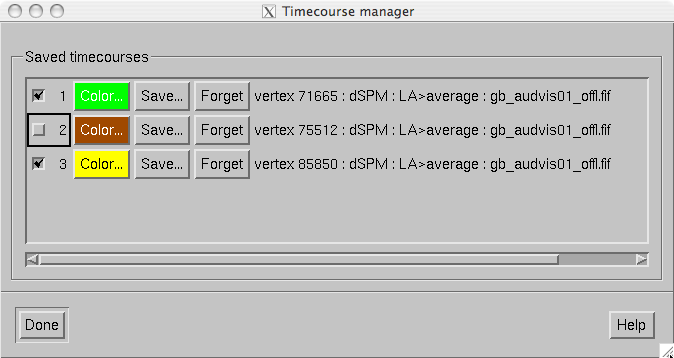 Timecourse manager
Saved timecourses
1 Color... Save... Forget vertex 71665 : dSPM : LA>average : gb_audvis01_offl.fif
2 Color... Save... Forget vertex 75512 : dSPM : LA>average : gb_audvis01_offl.fif
3 Color... Save... Forget vertex 85850 : dSPM : LA>average : gb_audvis01_offl.fif
Done Help